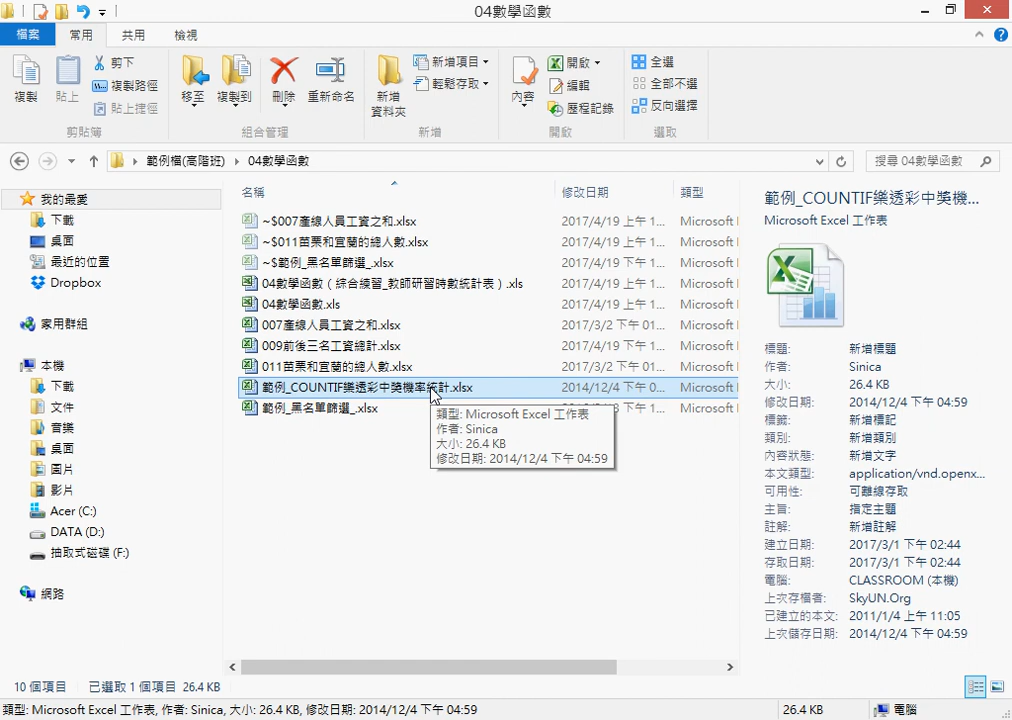 04數學函數
檔案
常用
共用
檢視
複製
貼上
剪下
複製路徑
貼上捷徑
剪貼簿
移至
複製到
刪除
重新命名
組合管理
新增
資料夾
新增項目
輕鬆存取
新增
內容
開啟
編輯
歷程記錄
開啟
全選
全部不選
反向選擇
選取
範例檔(高階班)
04數學函數
搜尋 04數學函數
我的最愛
下載
桌面
最近的位置
Dropbox
家用群組
本機
下載
文件
音樂
桌面
圖片
影片
Acer (C:)
DATA (D:)
抽取式磁碟 (F:)
網路
名稱 修改日期 類型
~$007產線人員工資之和.xlsx 2017/4/19 上午 1... Microsoft
~$011苗栗和宜蘭的總人數.xlsx 2017/4/19 上午 1... Microsoft
~$範例_黑名單篩選_.xlsx 2017/4/19 上午 1... Microsoft
04數學函數（綜合練習_教師研習時數統計表）.xls 2017/4/19 上午 1... Microsoft
04數學函數.xls 2017/4/19 上午 1... Microsoft
007產線人員工資之和.xlsx 2017/3/2 下午 01... Microsoft
009前後三名工資總計.xlsx 2017/4/19 上午 1... Microsoft
011苗栗和宜蘭的總人數.xlsx 2017/3/2 下午 01... Microsoft
範例_COUNTIF樂透彩中獎機率統計.xlsx 2014/12/4 下午 0... Microsoft
範例_黑名單篩選_.xlsx Microsoft
類型: Microsoft Excel 工作表
作者: Sinica
大小: 26.4 KB
修改日期: 2014/12/4 下午 04:59
範例_COUNTIF樂透彩中獎機...
Microsoft Excel 工作表
標題: 新增標題
作者: Sinica
大小: 26.4 KB
修改日期: 2014/12/4 下午 04:59
標籤: 新增標記
類別: 新增類別
內容狀態: 新增文字
本文類型: application/vnd.openx...
可用性: 可離線存取
主旨: 指定主題
註解: 新增註解
建立日期: 2017/3/1 下午 02:44
存取日期: 2017/3/1 下午 02:44
電腦: CLASSROOM (本機)
上次存檔者: SkyUN.Org
已建立的本文: 2011/1/4 上午 11:05
上次儲存日期: 2014/12/4 下午 04:59
10 個項目 已選取 1 個項目 26.4 KB
類型: Microsoft Excel 工作表, 作者: Sinica, 大小: 26.4 KB, 修改日期: 2014/12/4 下午 04:59 26.4 KB 電腦